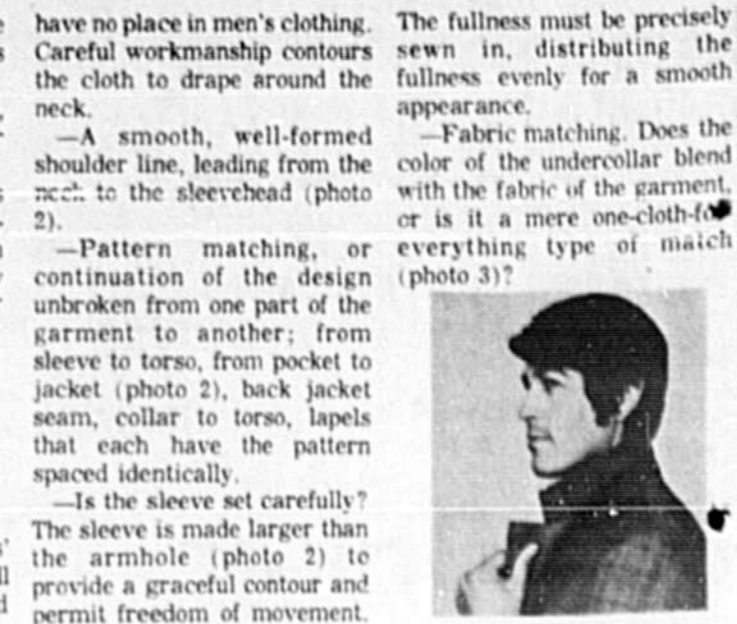 have no place in men's clothing.
Careful workmanship contours
the cloth to drape around the
neck.
—A smooth, well-formed
shoulder line, leading from the
neck to the sleevehead (photo
2).
—Pattern matching, or
continuation of the design
unbroken from one part of the
garment to another; from
sleeve to torso, from pocket to
jacket (photo 2), back jacket
seam, collar to torso, lapels
that each have the pattern
spaced identically.
—Is the sleeve set carefully?
The sleeve is made larger than
the armhole (photo 2) to
provide a graceful contour and
permit freedom of movement.
The fullness must be precisely
sewn in, distributing the
fullness evenly for a smooth
appearance.
—Fabric matching. Does the
color of the undercollar blend
with the fabric of the garment,
or is it a mere one-cloth-for
everything type of match
(photo 3)?